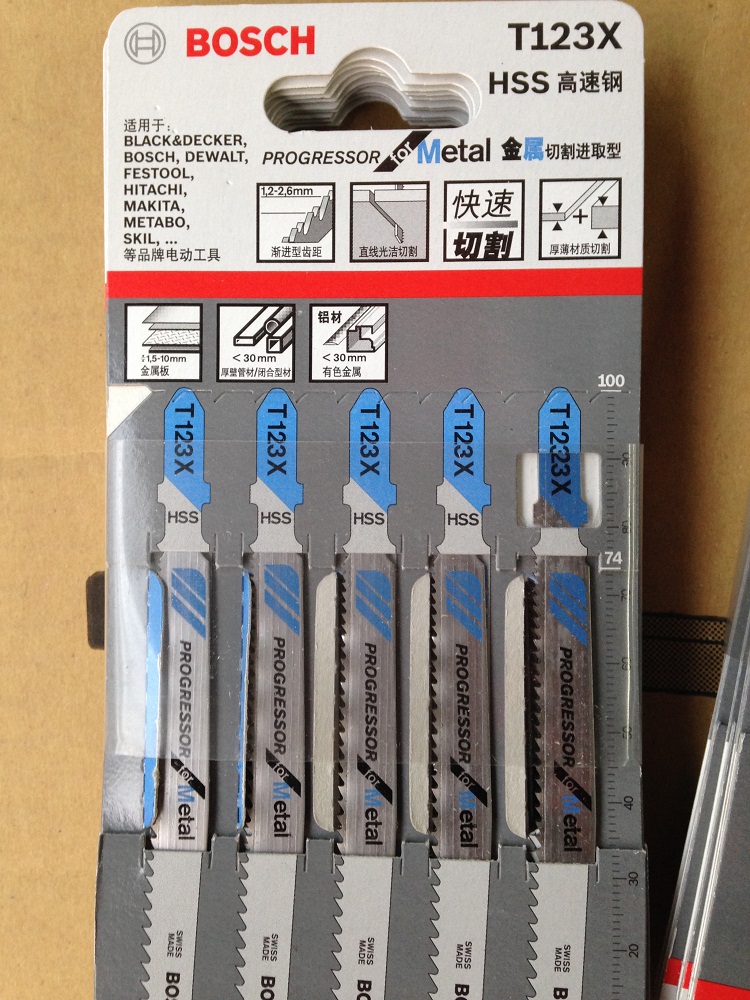 BOSCH
T123X
HSS 高速钢
适用于:
BLACK&DECKER,
BOSCH, DEWALT,
FESTOOL,
HITACHI,
MAKITA,
METABO,
SKIL, ...
等品牌电动工具
PROGRESSOR for Metal 金属切割进取型
1,2-2,6mm
渐进型齿距
直线光洁切割
快速
切割
+
厚薄材质切割
1,5-10mm
金属板
<30mm
厚壁管材/闭合型材
铝材
<30mm
有色金属
100
T123X
T123X
T123X
T123X
T123X
HSS
HSS
HSS
HSS
90
80
74
70
60
50
40
30
20
PROGRESSOR for Metal
PROGRESSOR for Metal
PROGRESSOR for Metal
PROGRESSOR for Metal
PROGRESSOR for Metal
SWISS
MADE
SWISS
MADE
SWISS
MADE
SWISS
MADE
SWISS
MADE